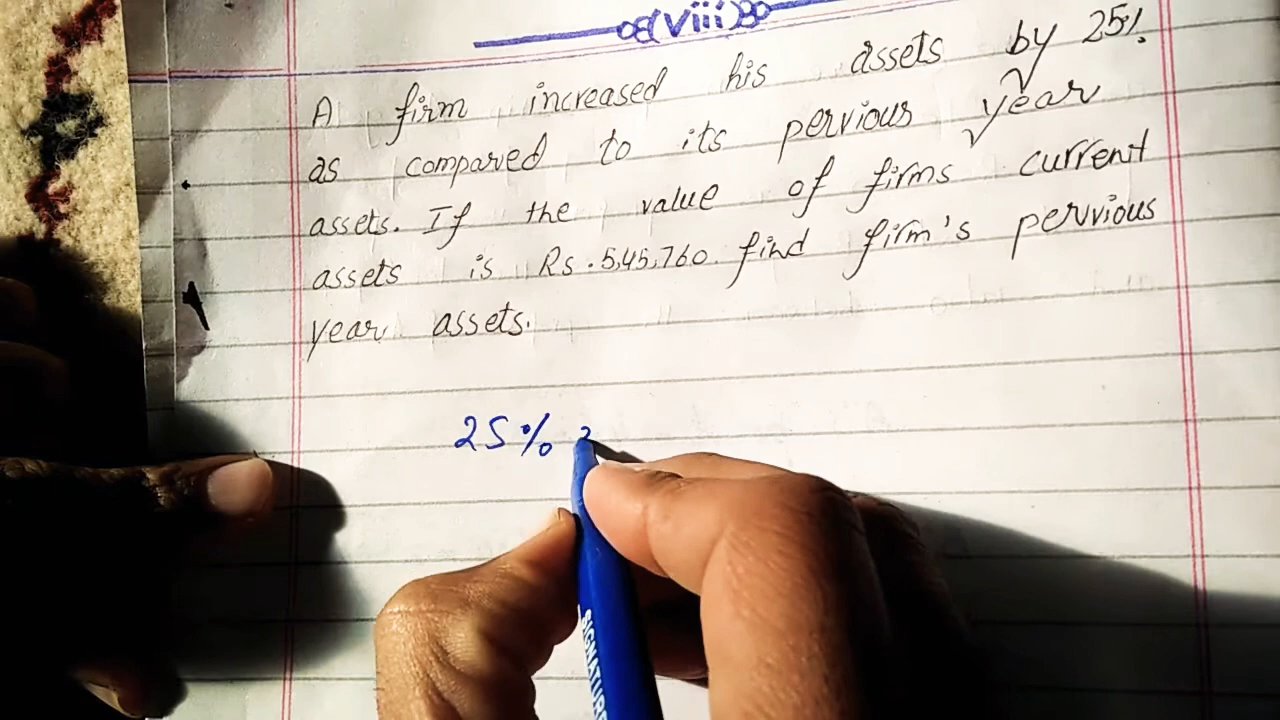 (viii)
A firm increased his assets by 25%
as compared to its pervious year
assets. If the value of firms current
assets is Rs.5,45,760. find firm's pervious
year assets.
25%
SIGNATURE